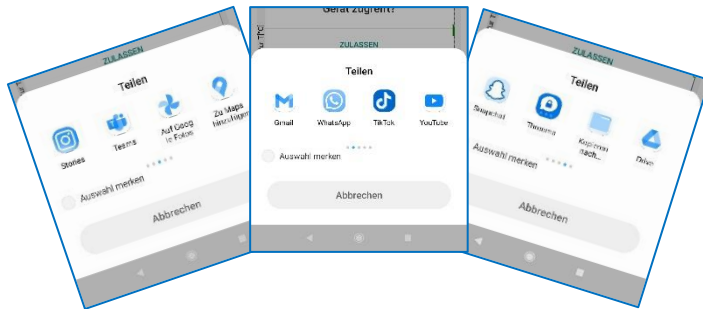 ZULASSEN
Teilen
Stories
Teams
Auf Goog
le Fotos
Zu Maps
hinzufügen
Auswahl merken
Abbrechen
Gerät zugreift?
ZULASSEN
Teilen
Gmail
WhatsApp
TikTok
YouTube
Auswahl merken
Abbrechen
ZULASSEN
Teilen
Snapchat
Threema
Kopieren
nach...
Drive
Auswahl merken
Abbrechen